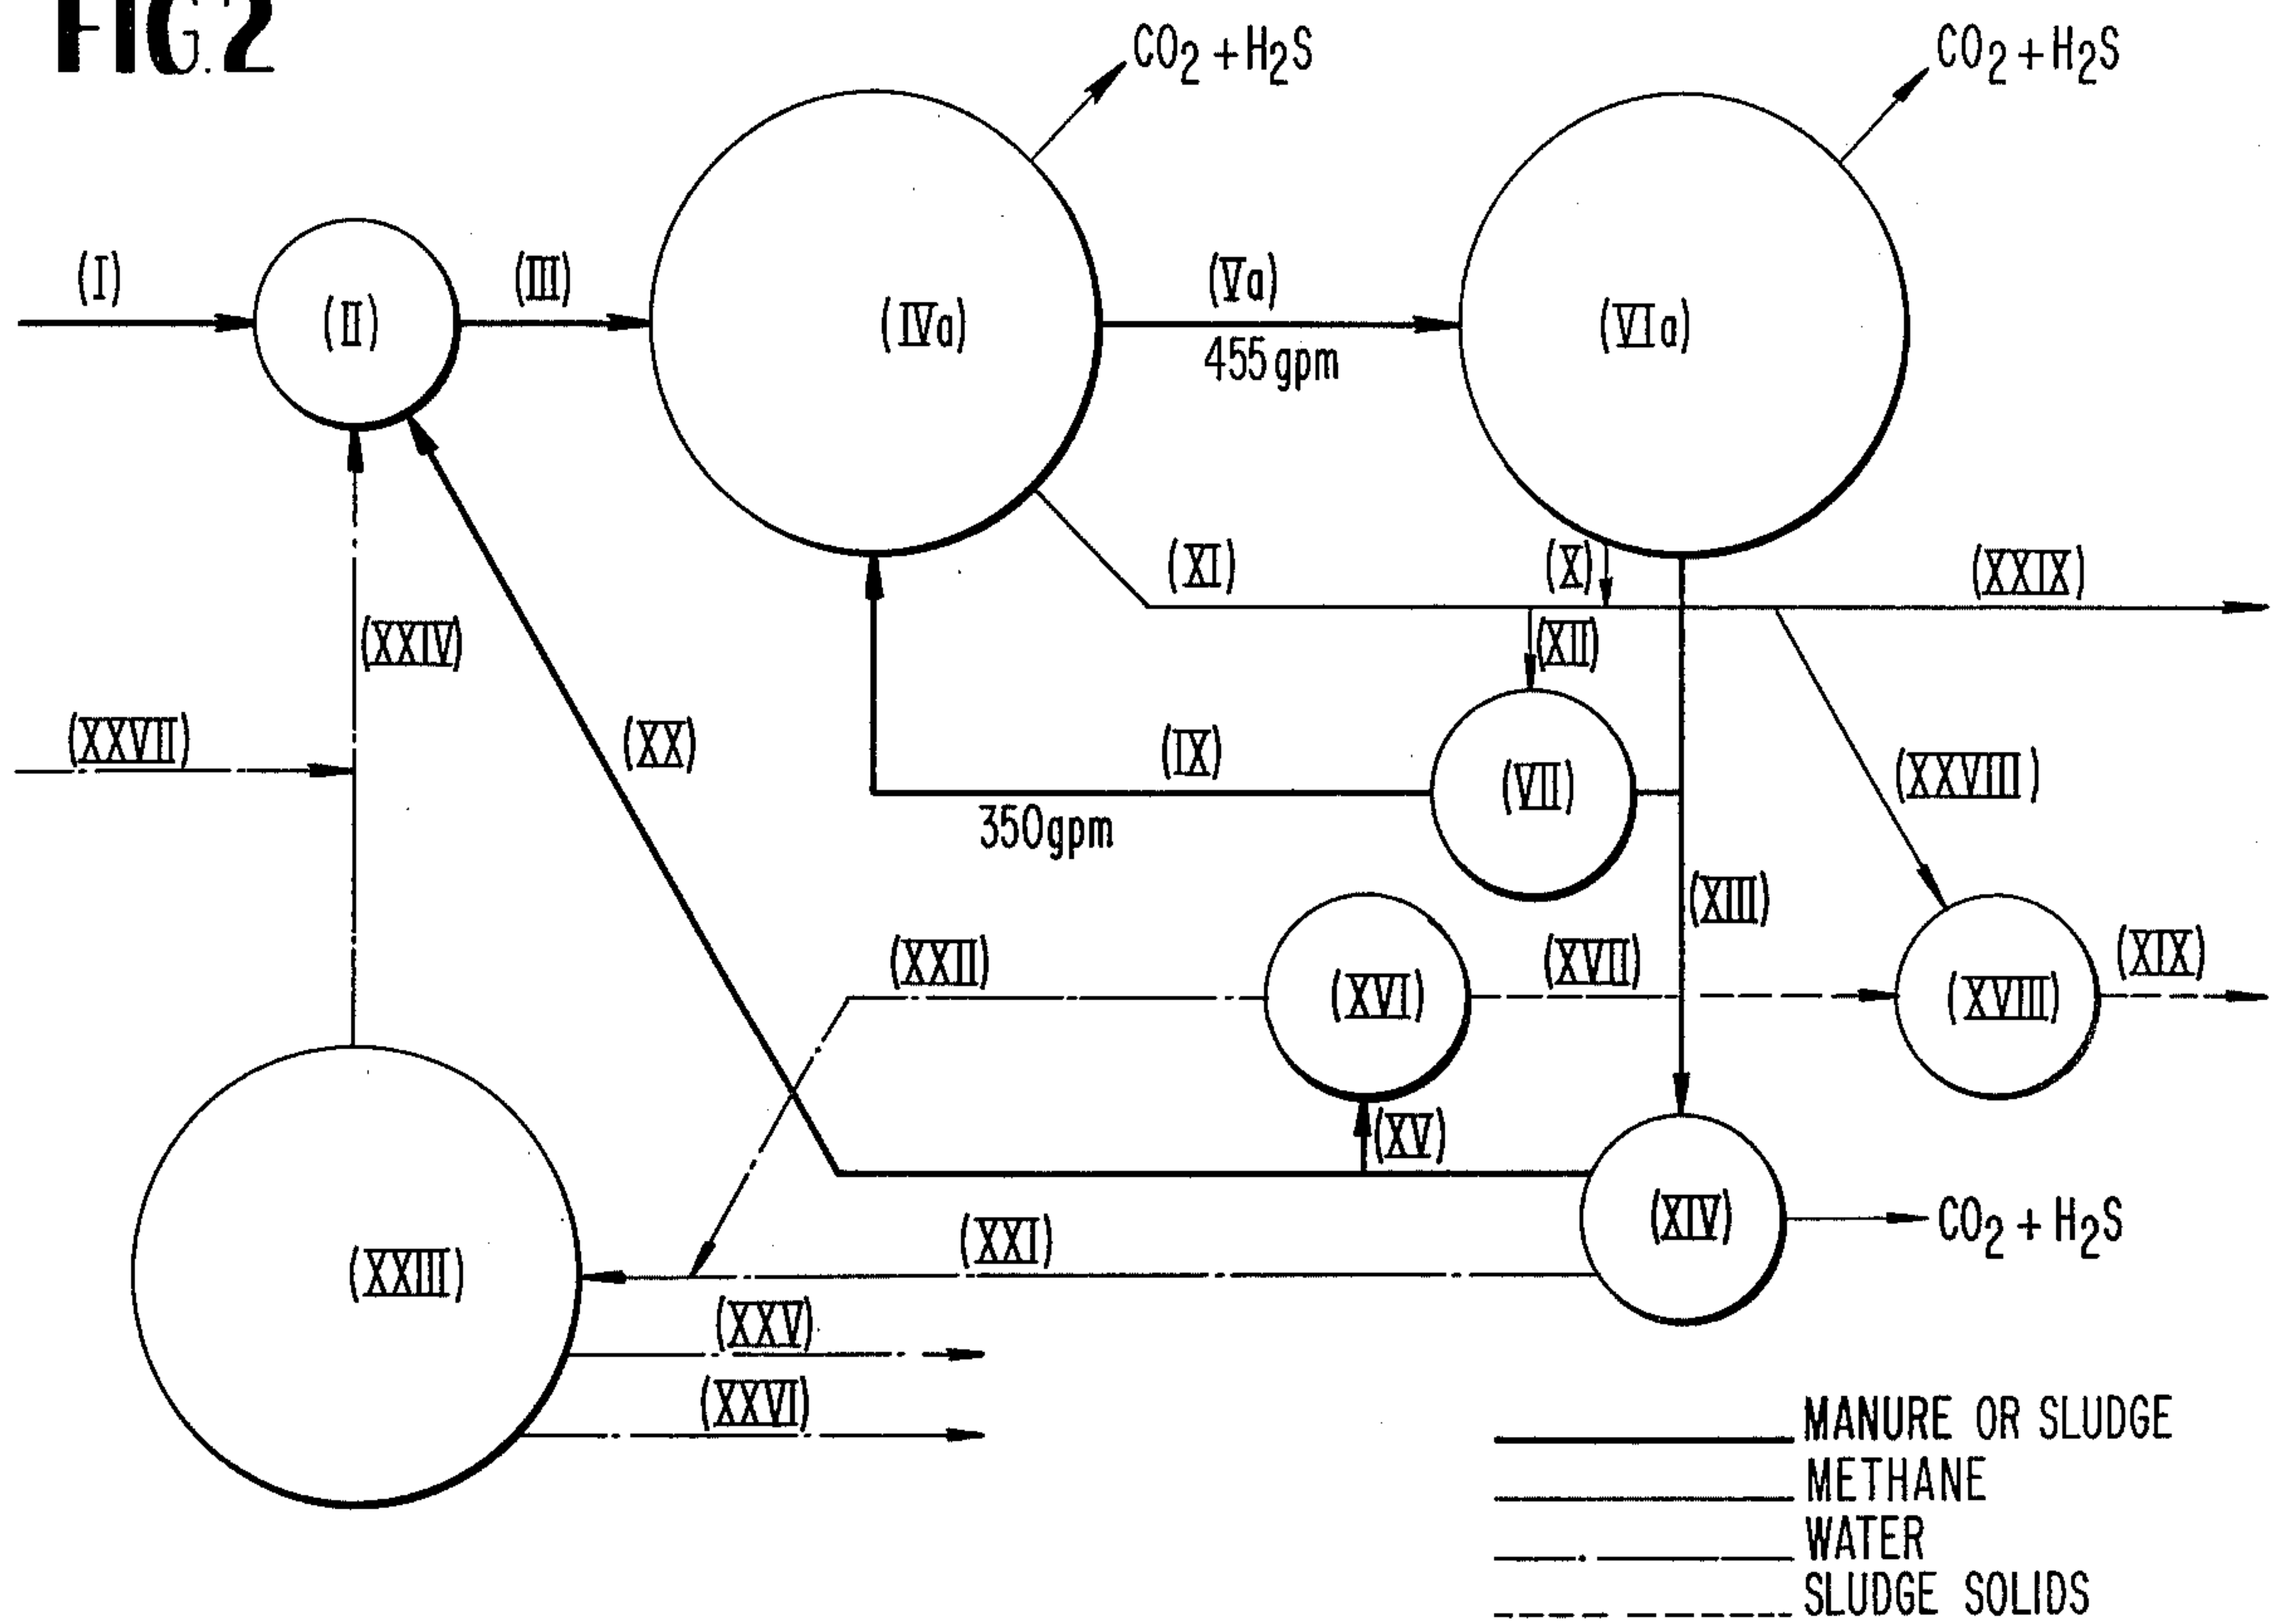 FIG. 2
CO2 + H2S
CO2 + H2S
(I)
(II)
(III)
(IVa)
(Va)
455 gpm
(VIa)
(XI)
(X)
(XXIX)
(XII)
(XXIV)
(XXVII)
(XX)
(IX)
350 gpm
(VII)
(XXVIII)
(XIII)
(XXII)
(XVI)
(XVII)
(XVIII)
(XIX)
(XV)
(XIV)
CO2 + H2S
(XXI)
(XXIII)
(XXV)
(XXVI)
MANURE OR SLUDGE
METHANE
WATER
SLUDGE SOLIDS